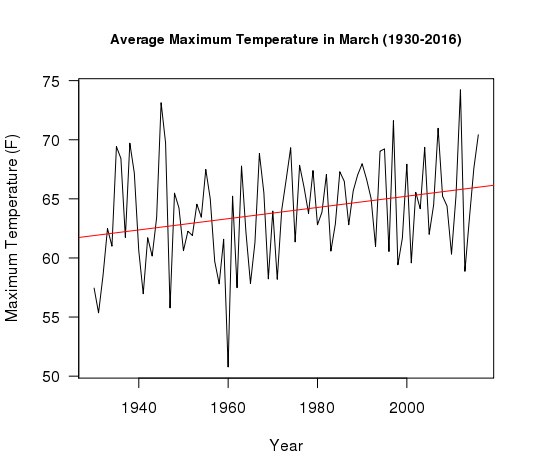 Average Maximum Temperature in March (1930-2016)
Maximum Temperature (F)
75
70
65
60
55
50
1940 1960 1980 2000
Year